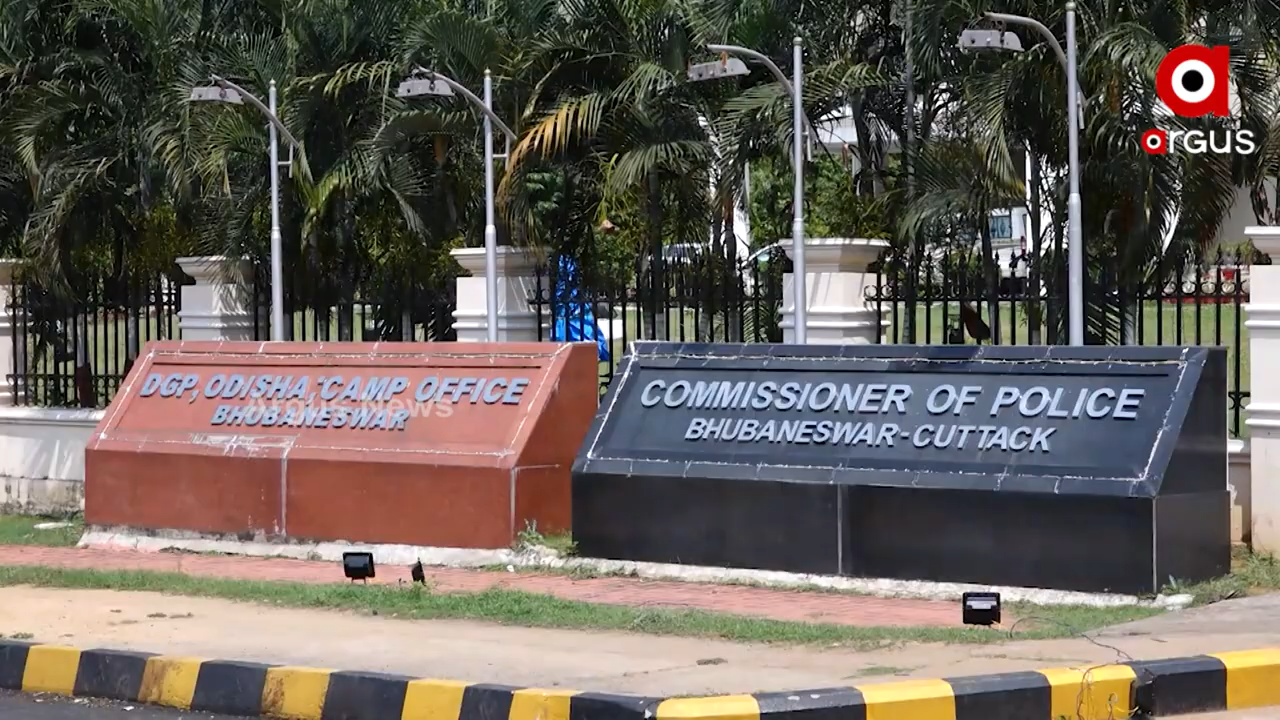 argus
DGP, ODISHA, CAMP OFFICE
BHUBANESWAR
COMMISSIONER OF POLICE
BHUBANESWAR-CUTTACK